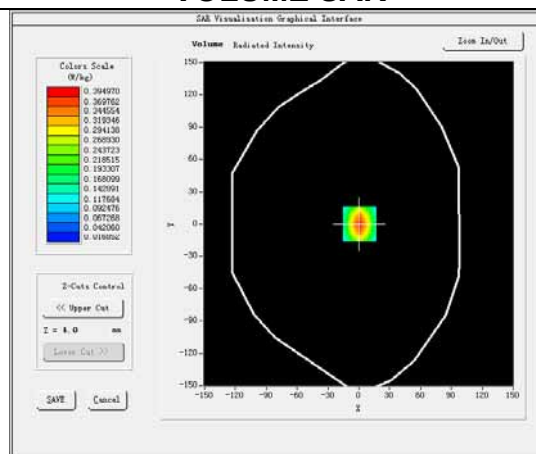 VOLUME SAR
SAR Visualisation Graphical Interface
Volume Radiated Intensity
Zoom In/Out
Colors Scale
(W/kg)
0.394970
0.369762
0.344554
0.319346
0.294138
0.268930
0.243723
0.218515
0.193307
0.168099
0.142891
0.117684
0.092476
0.067268
0.042060
0.016852
Z-Cuts Control
<< Upper Cut
Z = 4.0 mm
Lower Cut >>
SAVE Cancel
150
120
90
60
30
0
-30
-60
-90
-120
-150
Y
-150 -120 -90 -60 -30 0 30 60 90 120 150
X